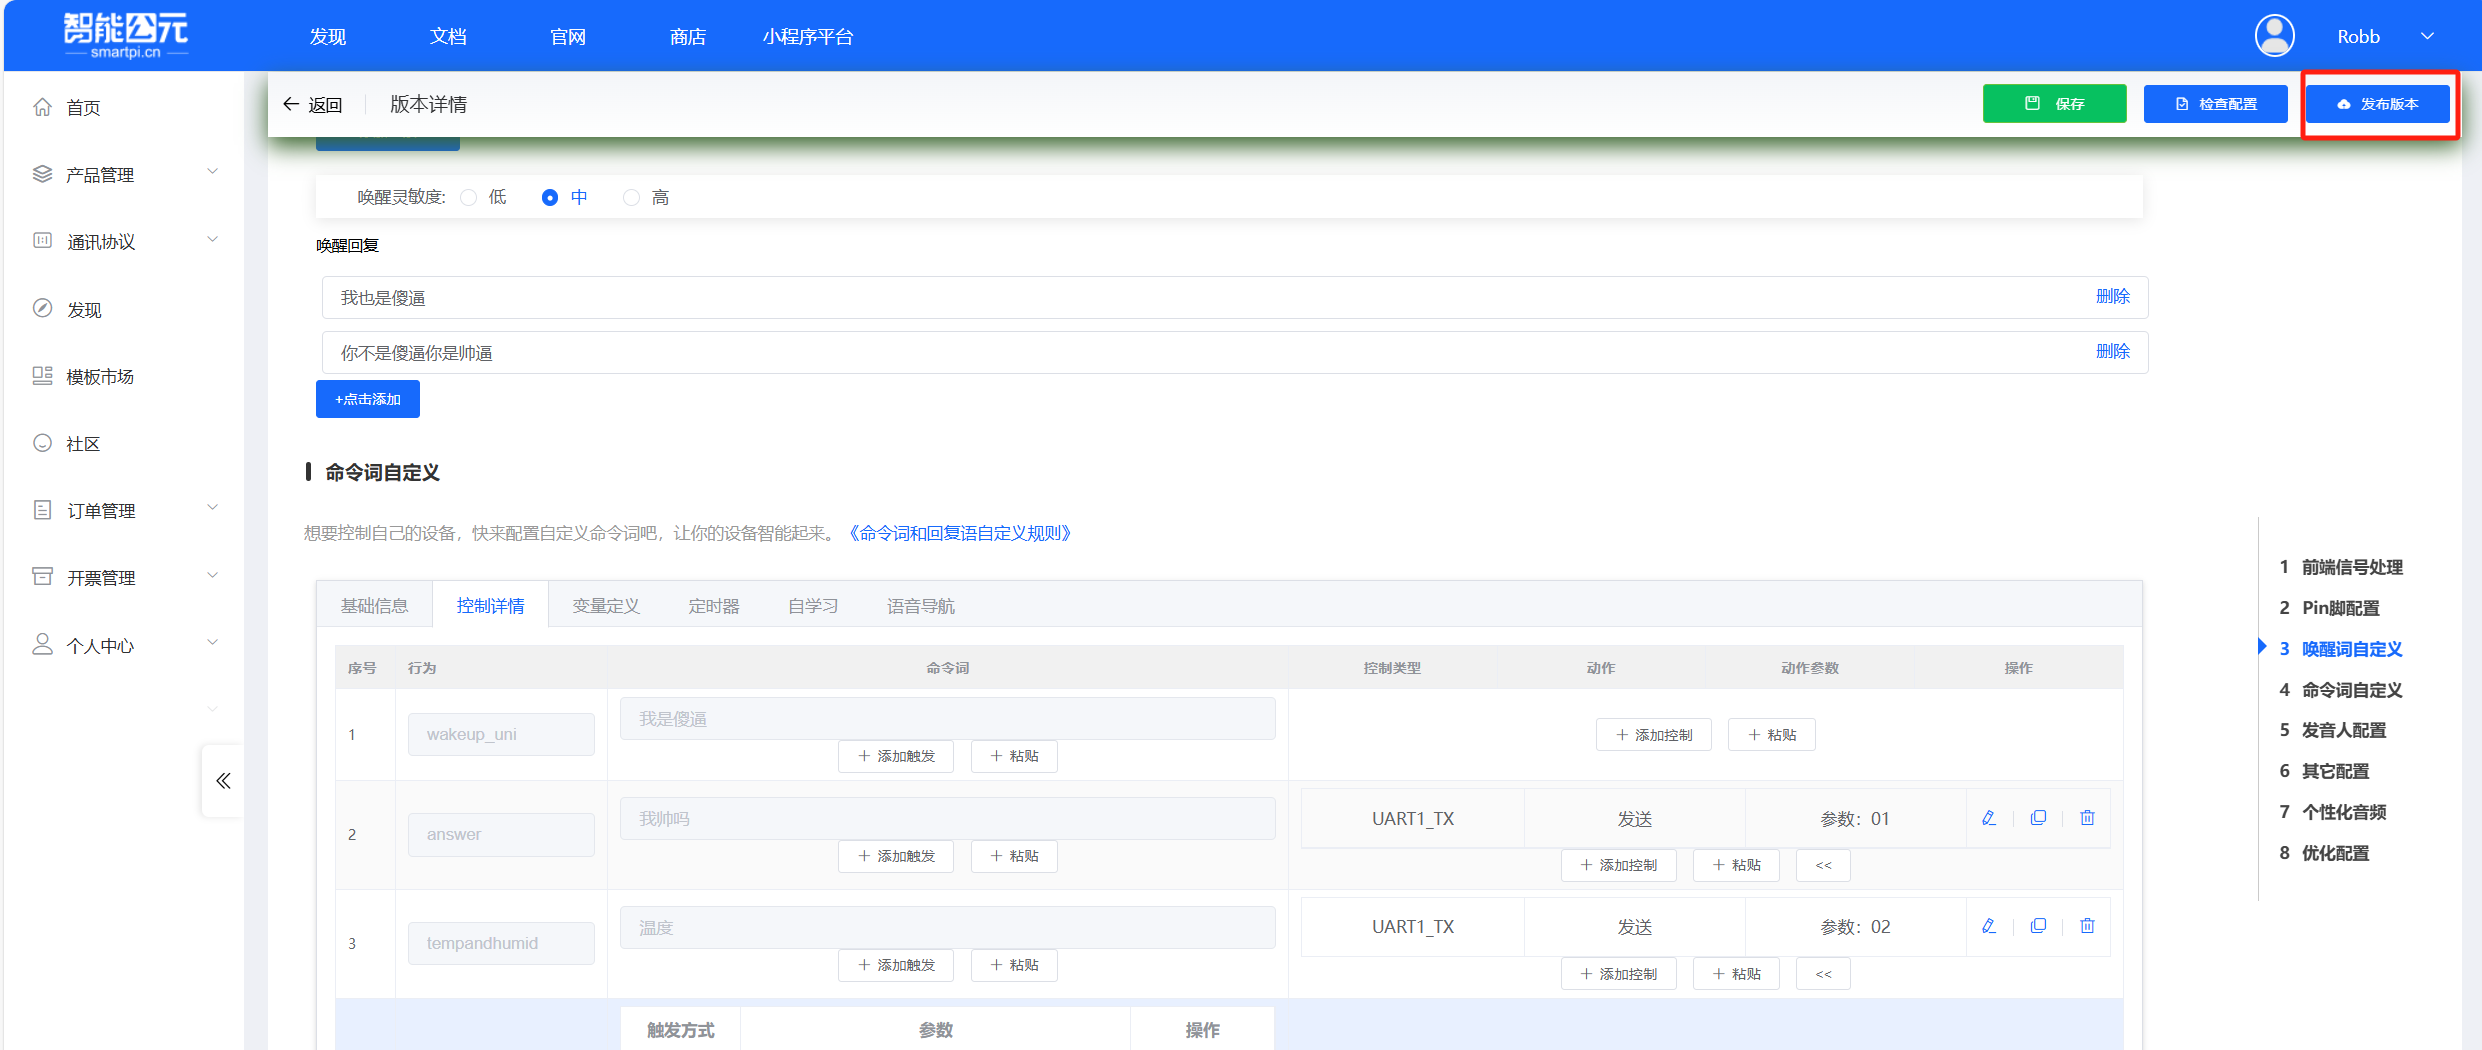 智能公元
smartpi.cn
发现 文档 官网 商店 小程序平台 Robb
首页
产品管理
通讯协议
发现
模板市场
社区
订单管理
开票管理
个人中心
返回 版本详情 保存 检查配置 发布版本
唤醒灵敏度: 低 中 高
唤醒回复
我也是傻逼 删除
你不是傻逼你是帅逼 删除
+点击添加
命令词自定义
想要控制自己的设备，快来配置自定义命令词吧，让你的设备智能起来。《命令词和回复语自定义规则》
基础信息 控制详情 变量定义 定时器 自学习 语音导航
序号 行为 命令词 控制类型 动作 动作参数 操作
1 wakeup_uni 我是傻逼
+ 添加触发 + 粘贴 + 添加控制 + 粘贴
2 answer 我帅吗 UART1_TX 发送 参数：01
+ 添加触发 + 粘贴 + 添加控制 + 粘贴 <<
3 tempandhumid 温度 UART1_TX 发送 参数：02
+ 添加触发 + 粘贴 + 添加控制 + 粘贴 <<
触发方式 参数 操作
1 前端信号处理
2 Pin脚配置
3 唤醒词自定义
4 命令词自定义
5 发音人配置
6 其它配置
7 个性化音频
8 优化配置